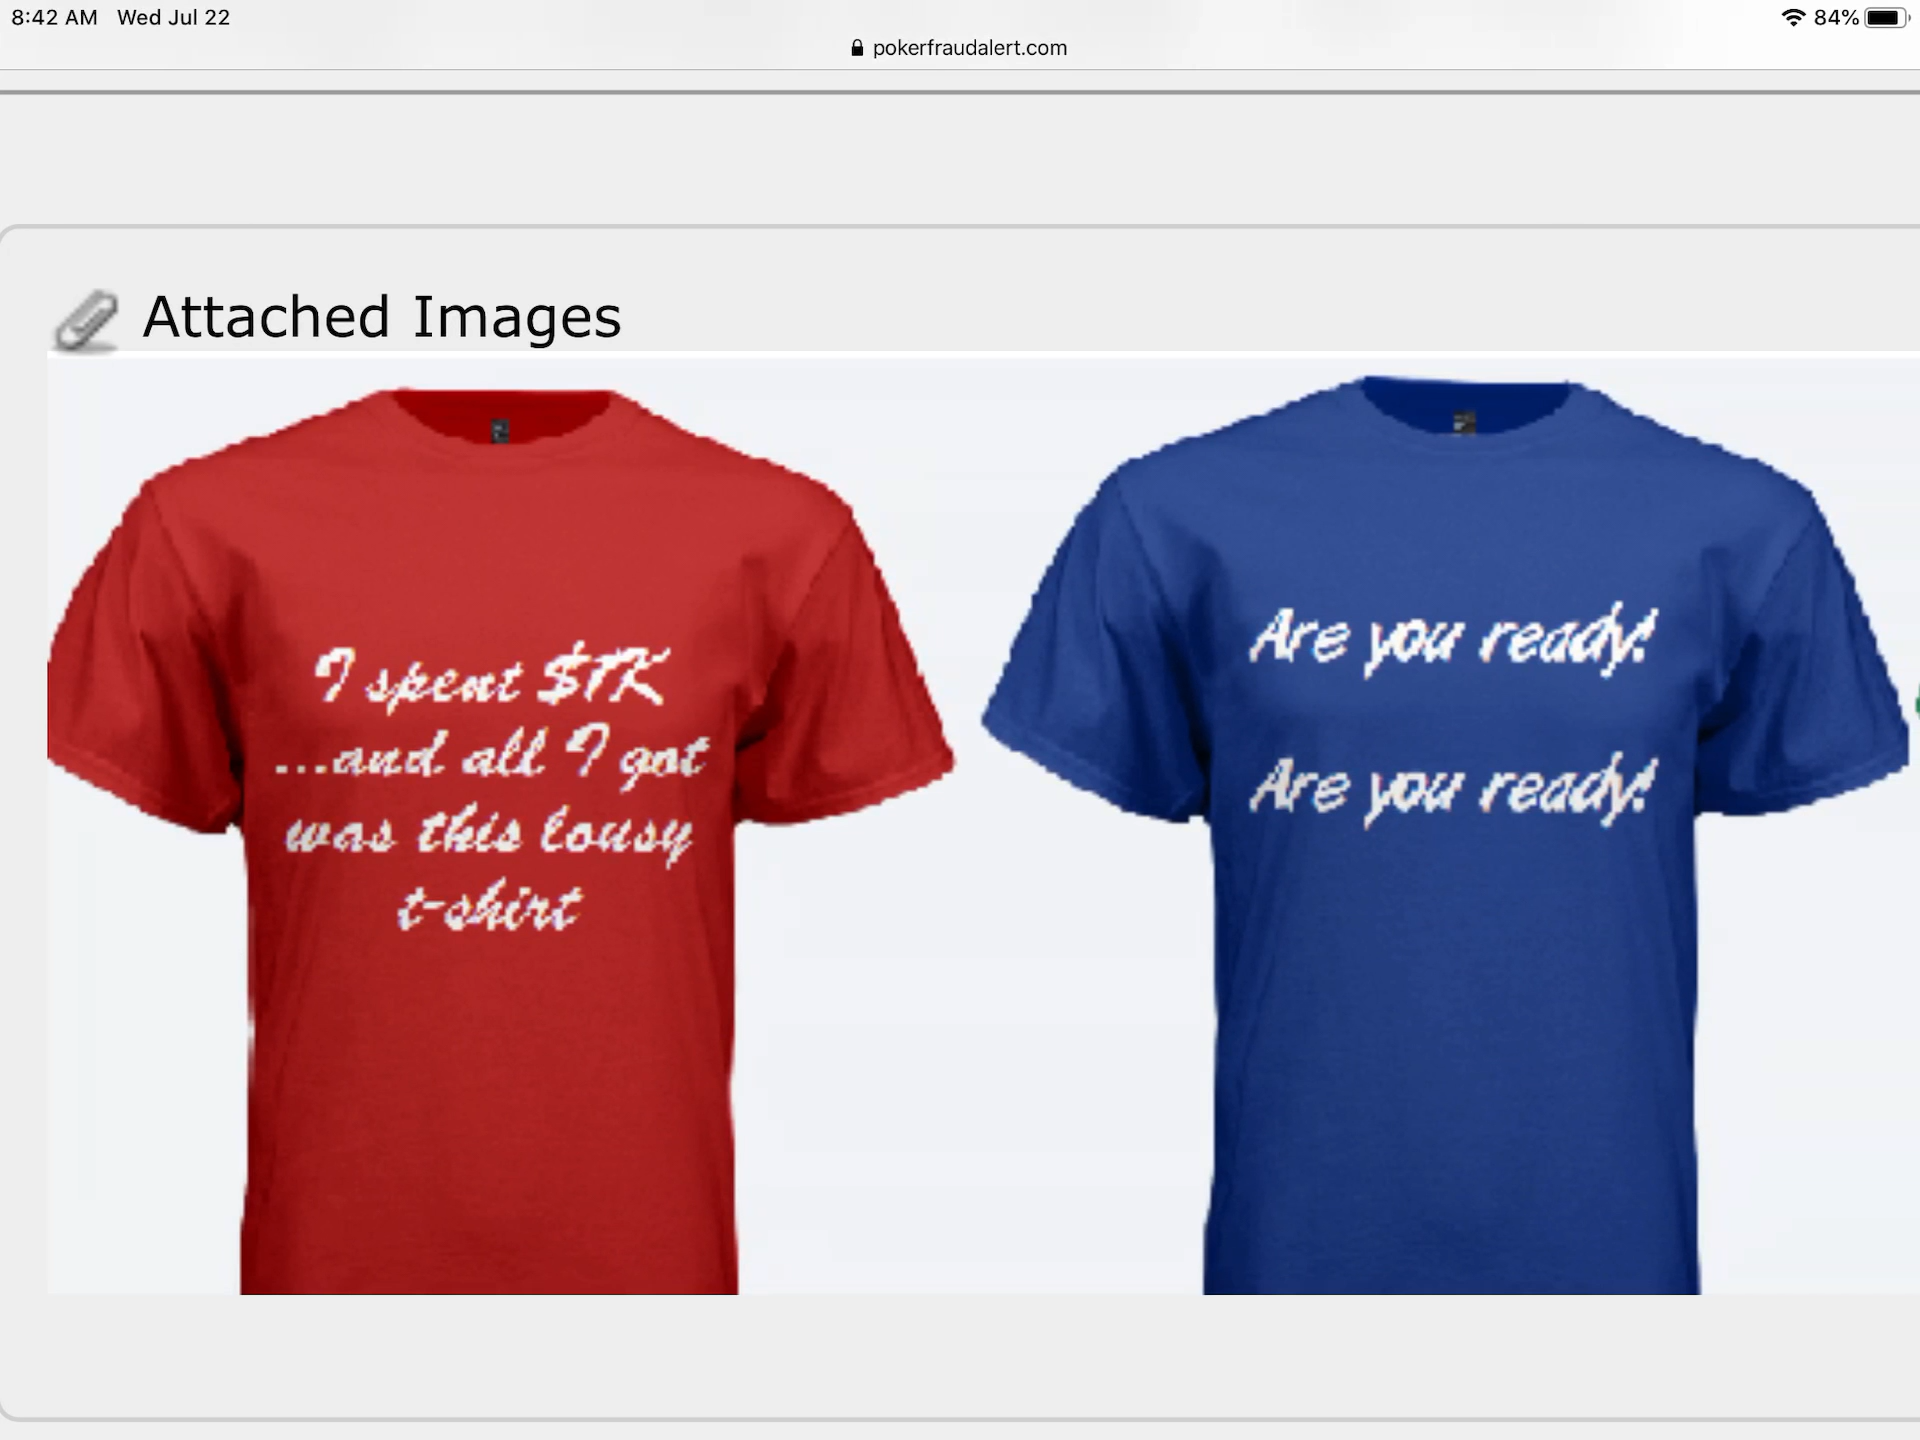 8:42 AM Wed Jul 22
84%
pokerfraudalert.com
Attached Images
I spent $1K
...and all I got
was this lousy
t-shirt
Are you ready!
Are you ready!